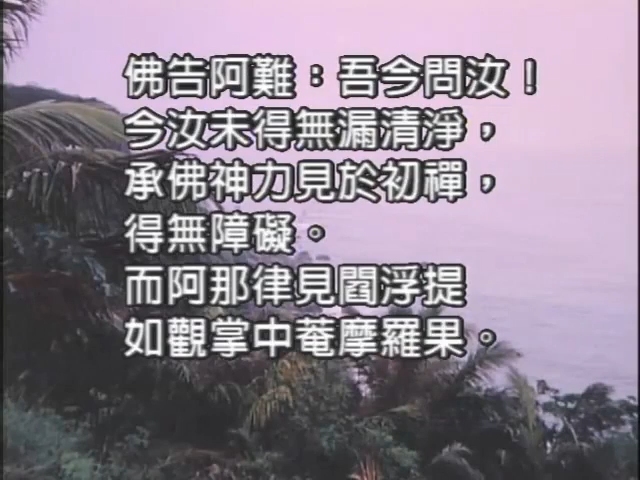 佛告阿難：吾今問汝！
今汝未得無漏清淨，
承佛神力見於初禪，
得無障礙。
而阿那律見閻浮提
如觀掌中菴摩羅果。